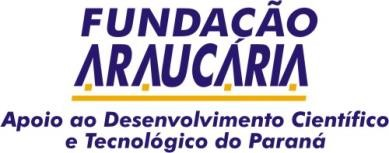 FUNDAÇÃO
ARAUCÁRIA
Apoio ao Desenvolvimento Científico
e Tecnológico do Paraná